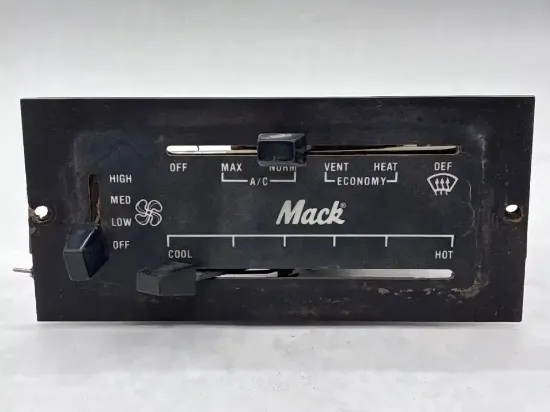 OFF MAX NORM VENT HEAT DEF
A/C ECONOMY
HIGH
MED
LOW
OFF
Mack®
COOL HOT